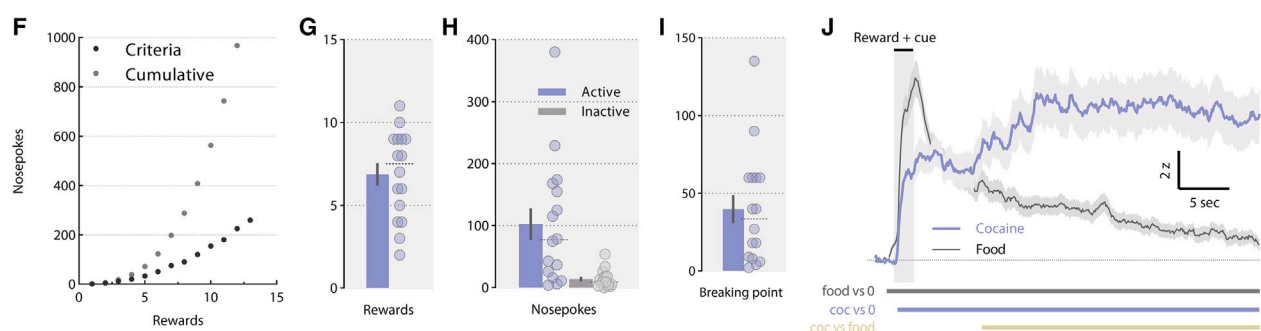 F
1000
800
600
400
200
0
Nosepokes
Criteria
Cumulative
0
5
10
15
Rewards
G
15
10
5
0
Rewards
H
400
300
200
100
0
Active
Inactive
Nosepokes
I
150
100
50
0
Breaking point
J
Reward + cue
2 z
5 sec
Cocaine
Food
food vs 0
coc vs 0
coc vs food